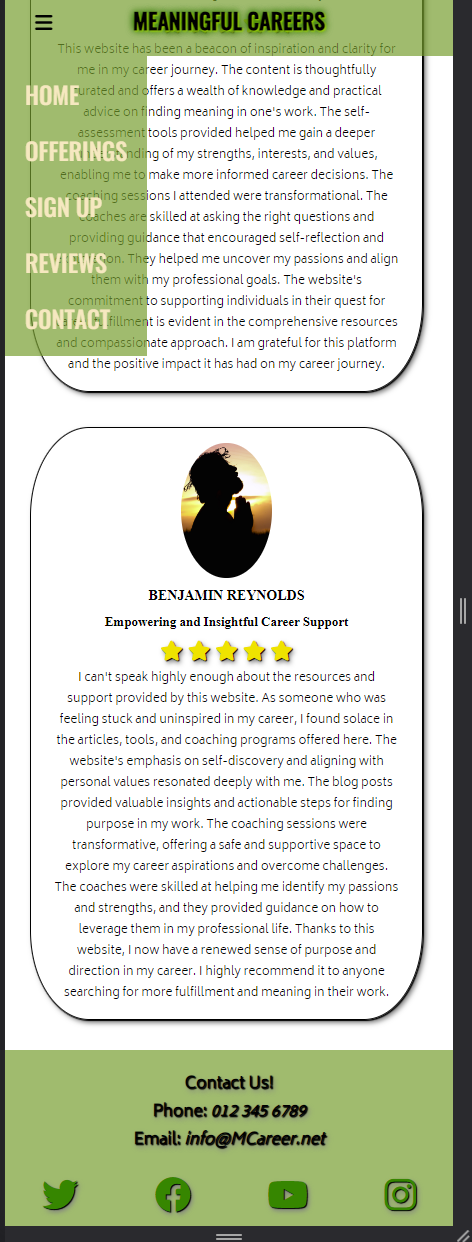 MEANINGFUL CAREERS
This website has been a beacon of inspiration and clarity for
me in my career journey. The content is thoughtfully
curated and offers a wealth of knowledge and practical
advice on finding meaning in one's work. The self-
assessment tools provided helped me gain a deeper
understanding of my strengths, interests, and values,
enabling me to make more informed career decisions. The
coaching sessions I attended were transformational. The
coaches are skilled at asking the right questions and
providing guidance that encouraged self-reflection and
They helped me uncover my passions and align
them with my professional goals. The website's
commitment to supporting individuals in their quest for
fulfillment is evident in the comprehensive resources
and compassionate approach. I am grateful for this platform
and the positive impact it has had on my career journey.
HOME
OFFERINGS
SIGN UP
REVIEWS
CONTACT
BENJAMIN REYNOLDS
Empowering and Insightful Career Support
I can't speak highly enough about the resources and
support provided by this website. As someone who was
feeling stuck and uninspired in my career, I found solace in
the articles, tools, and coaching programs offered here. The
website's emphasis on self-discovery and aligning with
personal values resonated deeply with me. The blog posts
provided valuable insights and actionable steps for finding
purpose in my work. The coaching sessions were
transformative, offering a safe and supportive space to
explore my career aspirations and overcome challenges.
The coaches were skilled at helping me identify my passions
and strengths, and they provided guidance on how to
leverage them in my professional life. Thanks to this
website, I now have a renewed sense of purpose and
direction in my career. I highly recommend it to anyone
searching for more fulfillment and meaning in their work.
Contact Us!
Phone: 012 345 6789
Email: info@MCareer.net